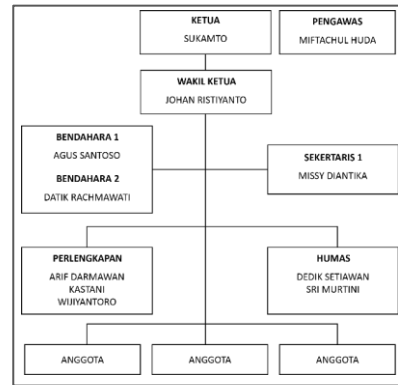 KETUA
SUKAMTO
PENGAWAS
MIFTACHUL HUDA
WAKIL KETUA
JOHAN RISTIYANTO
BENDAHARA 1
AGUS SANTOSO
BENDAHARA 2
DATIK RACHMAWATI
SEKERTARIS 1
MISSY DIANTIKA
PERLENGKAPAN
ARIF DARMAWAN
KASTANI
WIJIYANTORO
HUMAS
DEDIK SETIAWAN
SRI MURTINI
ANGGOTA
ANGGOTA
ANGGOTA